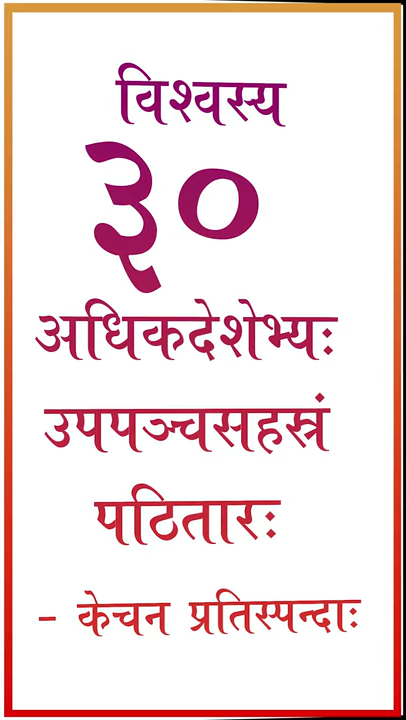 विश्वस्य
३०
अधिकदेशेभ्यः
उपपञ्चसहस्रं
पठितारः
- केचन प्रतिस्पन्दाः